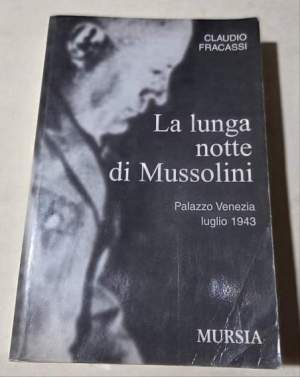 CLAUDIO
FRACASSI
La lunga
notte
di Mussolini
Palazzo Venezia
luglio 1943
MURSIA